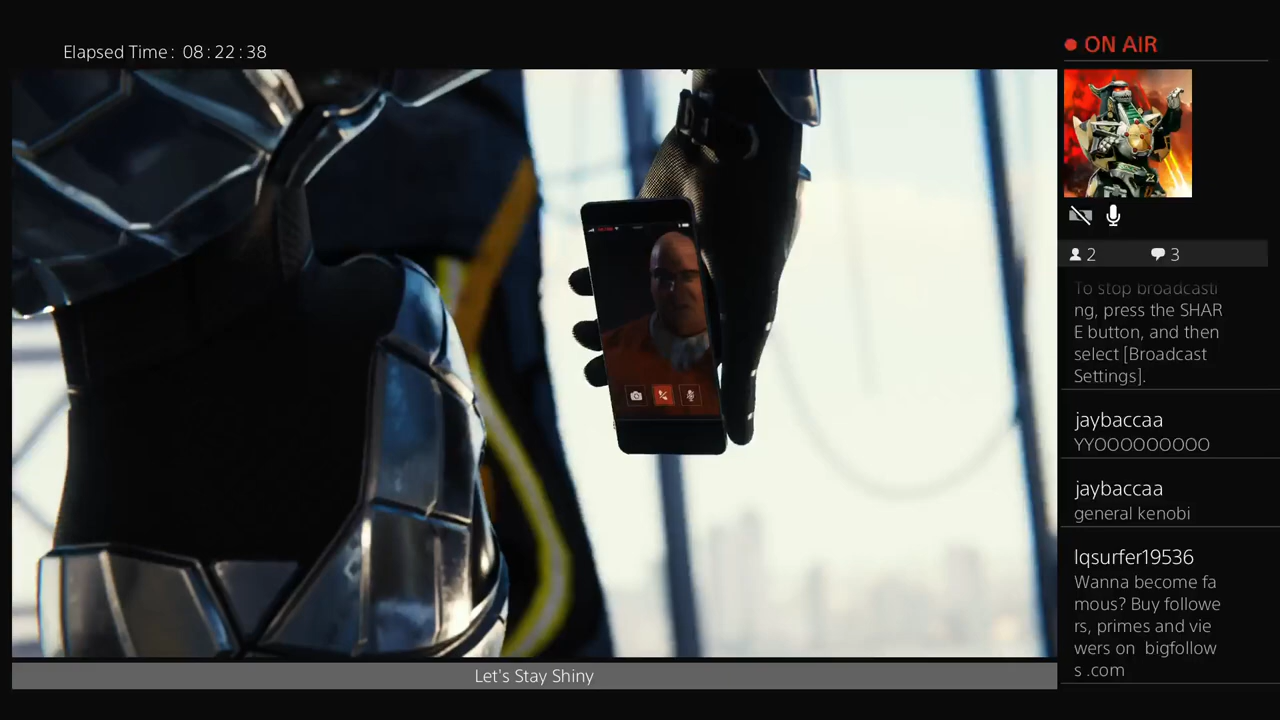 Elapsed Time: 08:22:38
ON AIR
2
3
To stop broadcasti
ng, press the SHAR
E button, and then
select [Broadcast
Settings].
jaybaccaa
YYOOOOOOOOO
jaybaccaa
general kenobi
lqsurfer19536
Wanna become fa
mous? Buy followe
rs, primes and vie
wers on  bigfollow
s .com
Let's Stay Shiny